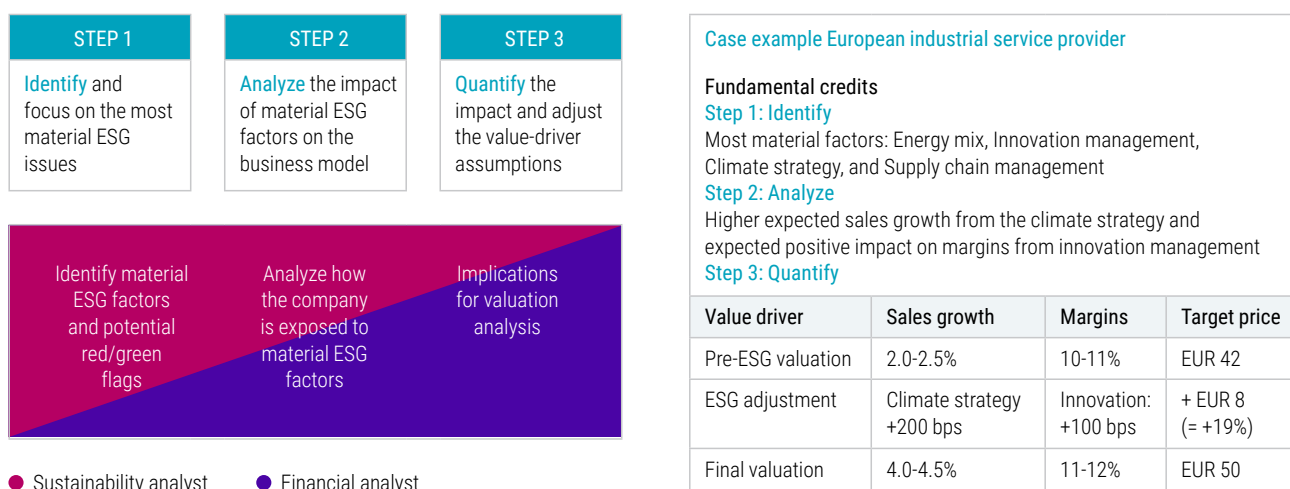 STEP 1
Identify and
focus on the most
material ESG
issues
STEP 2
Analyze the impact
of material ESG
factors on the
business model
STEP 3
Quantify the
impact and adjust
the value-driver
assumptions
Identify material
ESG factors
and potential
red/green
flags
Analyze how
the company
is exposed to
material ESG
factors
Implications
for valuation
analysis
Sustainability analyst
Financial analyst
Case example European industrial service provider
Fundamental credits
Step 1: Identify
Most material factors: Energy mix, Innovation management,
Climate strategy, and Supply chain management
Step 2: Analyze
Higher expected sales growth from the climate strategy and
expected positive impact on margins from innovation management
Step 3: Quantify
Value driver Sales growth Margins Target price
Pre-ESG valuation 2.0-2.5% 10-11% EUR 42
ESG adjustment Climate strategy Innovation: + EUR 8
+200 bps +100 bps (= +19%)
Final valuation 4.0-4.5% 11-12% EUR 50